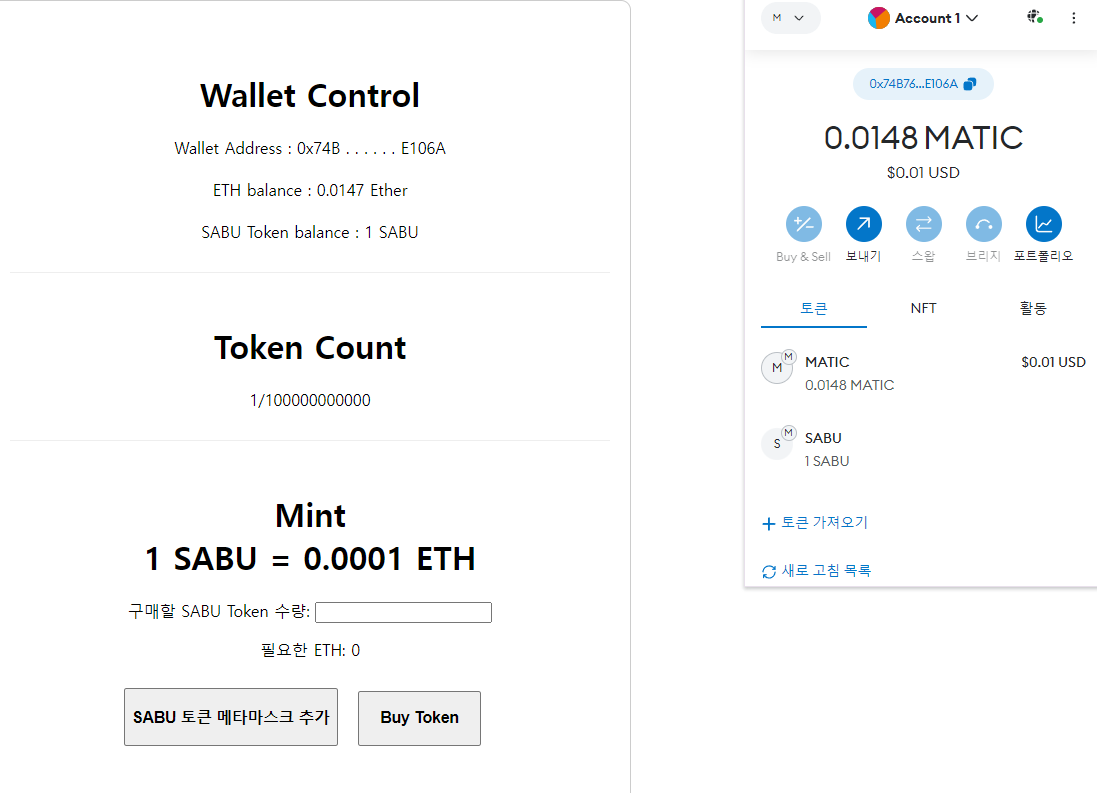 Wallet Control
Wallet Address : 0x74B . . . . . . E106A
ETH balance : 0.0147 Ether
SABU Token balance : 1 SABU
Token Count
1/100000000000
Mint
1 SABU = 0.0001 ETH
구매할 SABU Token 수량:
필요한 ETH: 0
SABU 토큰 메타마스크 추가
Buy Token
M
Account 1
0x74B76...E106A
0.0148 MATIC
$0.01 USD
Buy & Sell 보내기 스왑 브리지 포트폴리오
토큰 NFT 활동
M M MATIC $0.01 USD
0.0148 MATIC
S M SABU
1 SABU
토큰 가져오기
새로 고침 목록